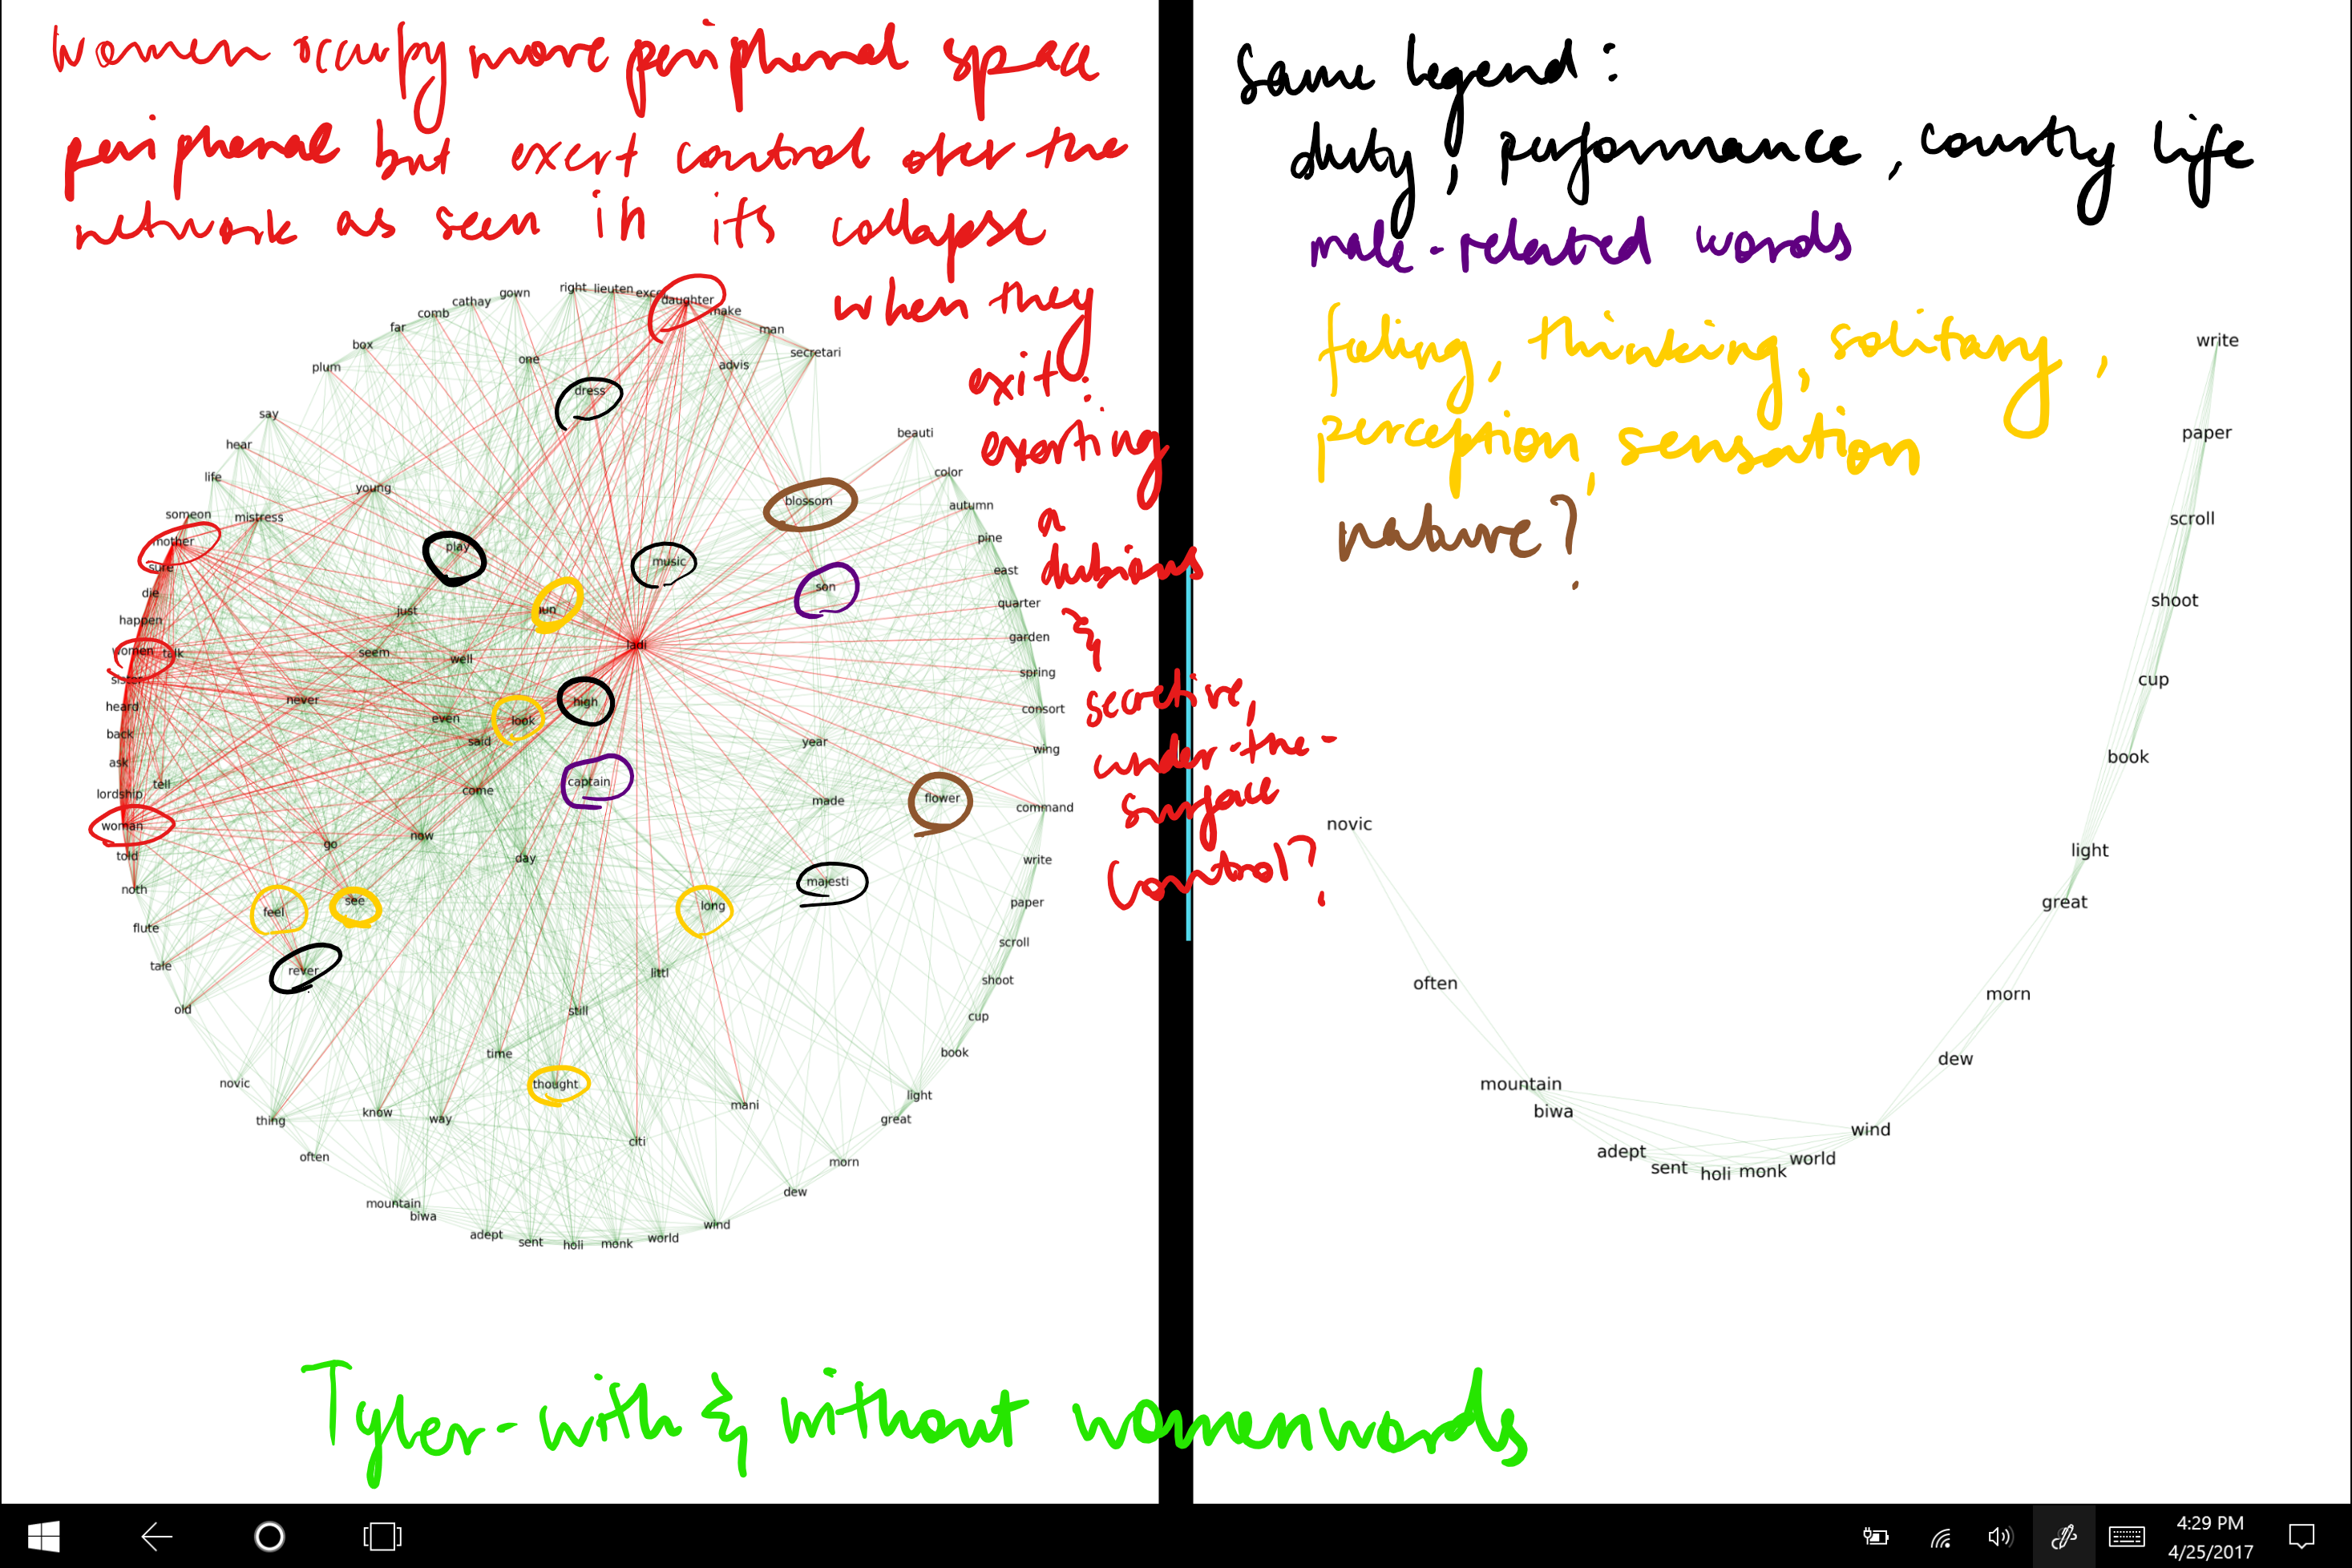 women occupy more peripheral space
peripheral but exert control over the
network as seen in its collapse
when they
exit.
exerting
a
dubious
&
secretive,
under-the-
surface
control?
right lieuten daughter
gown
cathay
make
comb
man
far
box
one
secretari
plum
advis
dress
say
beauti
hear
color
life
young
blossom
autumn
someon
mistress
pine
mother
play
music
sure
east
son
die
just
quarter
happen
garden
women talk
seem
well
ladi
sister
spring
never
high
heard
look
consort
even
back
said
year
wing
ask
captain
tell
come
lordship
made
flower
command
woman
now
go
told
day
write
noth
majesti
see
long
paper
feel
flute
scroll
tale
rever
littl
shoot
old
still
cup
time
book
novic
thought
light
know
way
mani
great
thing
citi
often
morn
dew
mountain
biwa
wind
adept
sent
holi
monk
world
same legend:
duty, performance, courtly life
male-related words
feeling, thinking, solitary,
perception, sensation
nature?
write
paper
scroll
shoot
cup
book
novic
light
great
often
morn
dew
mountain
biwa
wind
adept
sent
holi
monk
world
Tyler-with & without womenwords
4:29 PM
4/25/2017